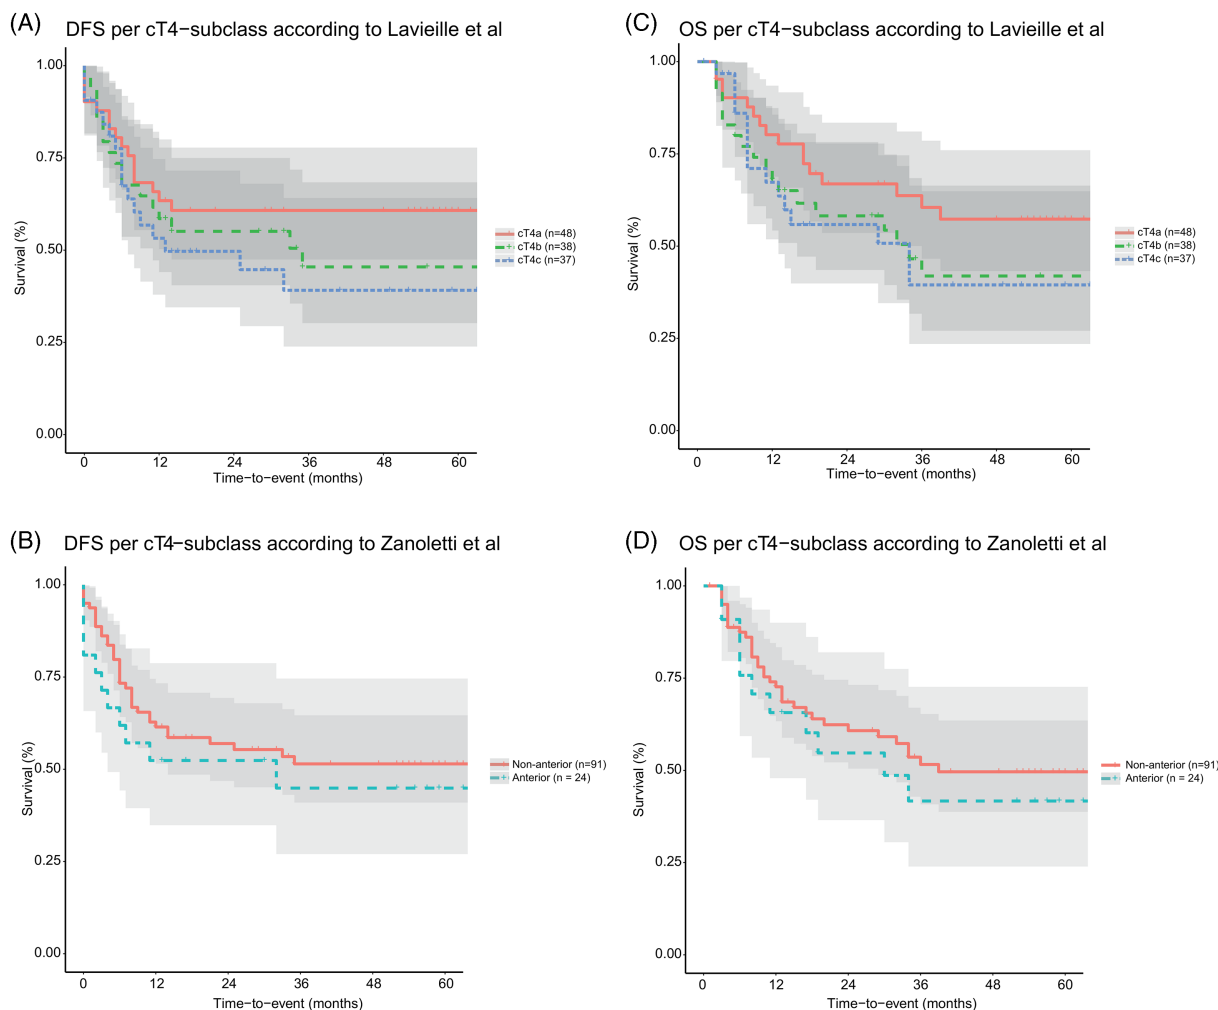 (A) DFS per cT4−subclass according to Lavieille et al
1.00
0.75
0.50
0.25
0.00
Survival (%)
0 12 24 36 48 60
Time−to−event (months)
cT4a (n=48)
cT4b (n=38)
cT4c (n=37)
(C) OS per cT4−subclass according to Lavieille et al
1.00
0.75
0.50
0.25
0.00
Survival (%)
0 12 24 36 48 60
Time−to−event (months)
cT4a (n=48)
cT4b (n=38)
cT4c (n=37)
(B) DFS per cT4−subclass according to Zanoletti et al
1.00
0.75
0.50
0.25
0.00
Survival (%)
0 12 24 36 48 60
Time−to−event (months)
Non−anterior (n=91)
Anterior (n = 24)
(D) OS per cT4−subclass according to Zanoletti et al
1.00
0.75
0.50
0.25
0.00
Survival (%)
0 12 24 36 48 60
Time−to−event (months)
Non−anterior (n=91)
Anterior (n = 24)